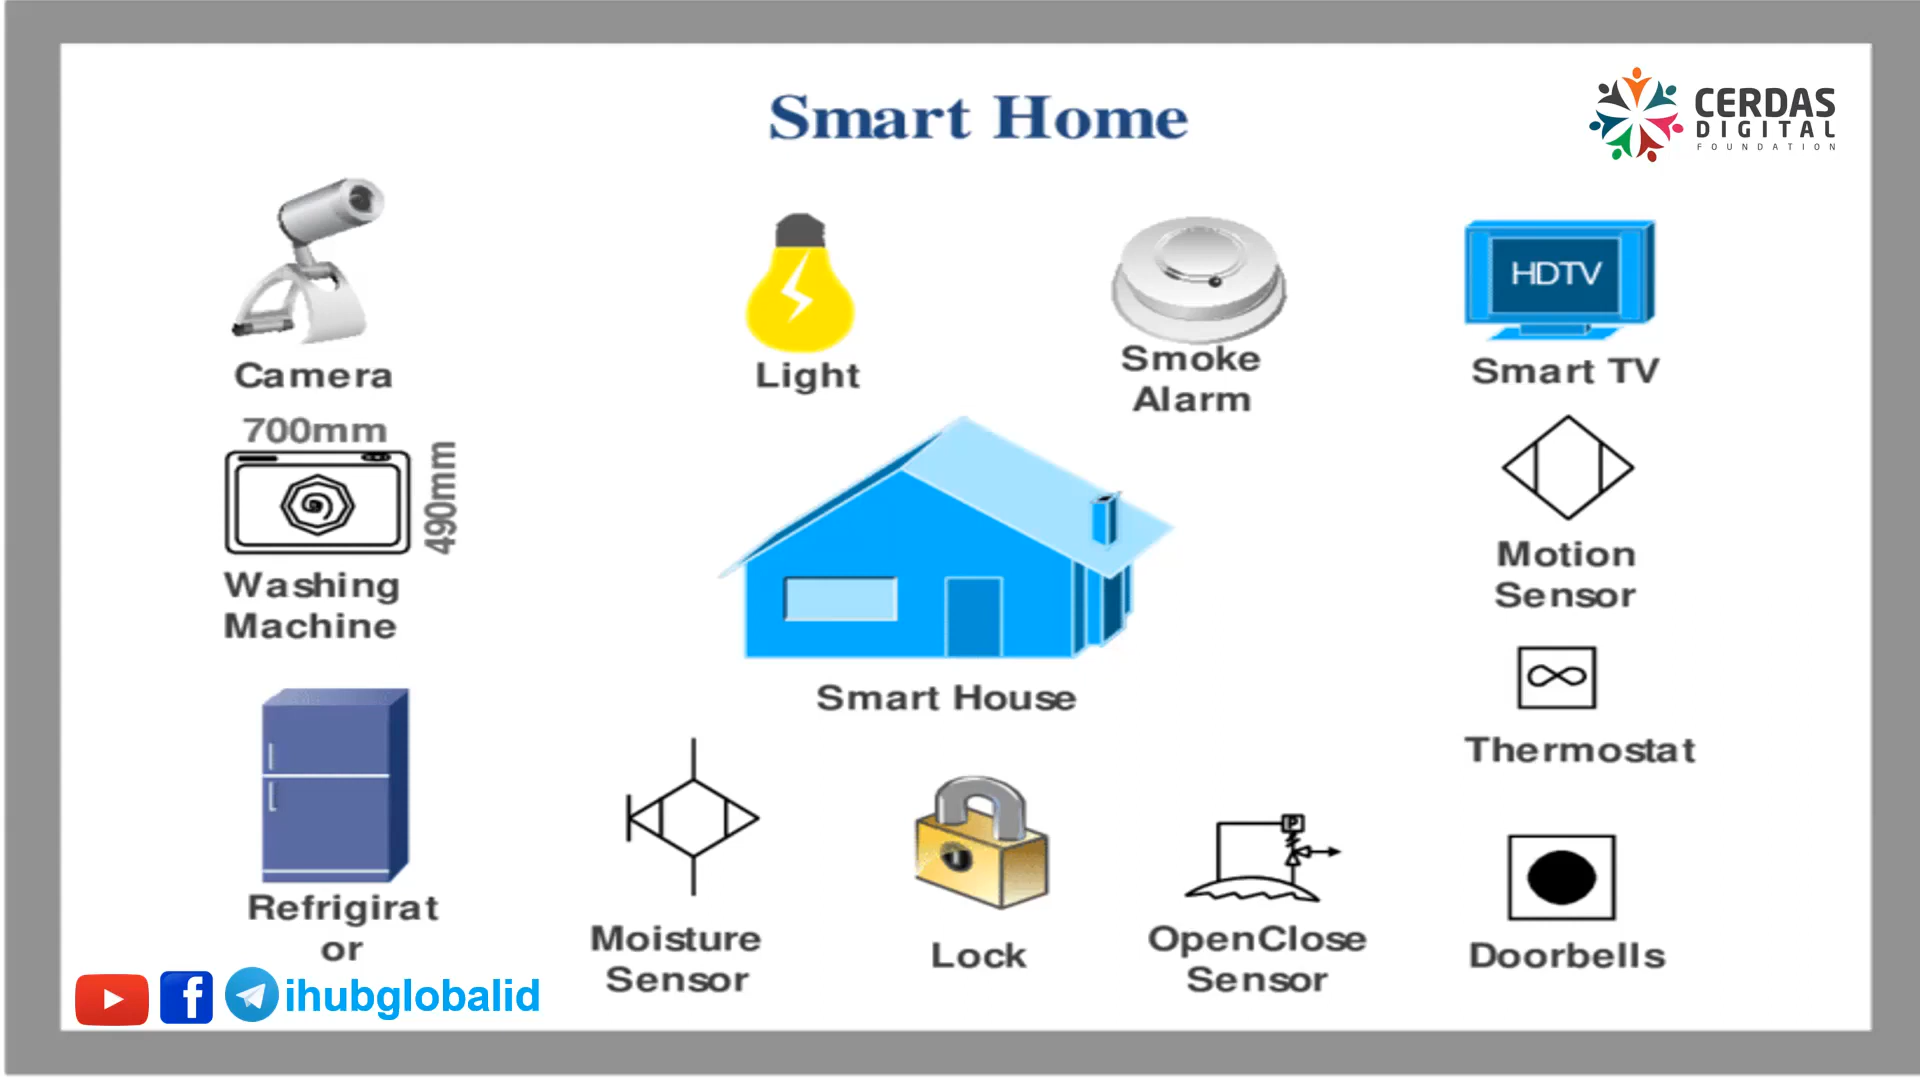 Smart Home
CERDAS
DIGITAL
FOUNDATION
Camera
Light
Smoke
Alarm
HDTV
Smart TV
700mm
490mm
Washing
Machine
Motion
Sensor
Smart House
Thermostat
Refrigirat
or
Moisture
Sensor
Lock
P
OpenClose
Sensor
Doorbells
f
ihubglobalid